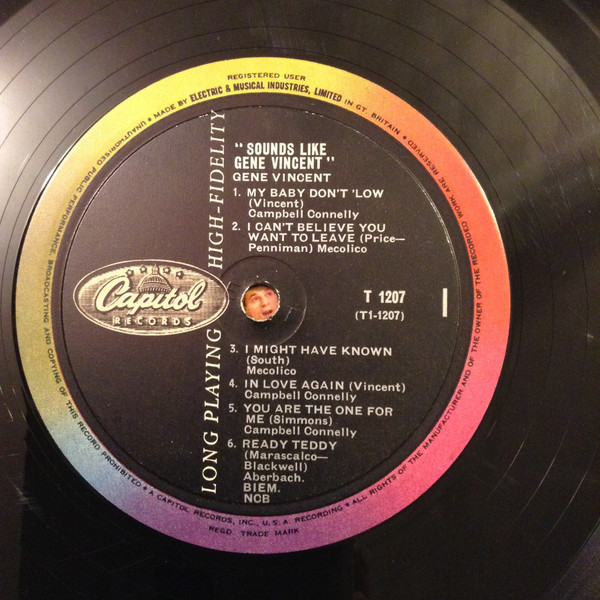 REGISTERED USER
• MADE BY ELECTRIC & MUSICAL INDUSTRIES, LIMITED IN GT. BRITAIN •
ALL RIGHTS OF THE MANUFACTURER AND OF THE OWNER OF THE RECORDED WORK ARE RESERVED
UNAUTHORISED PUBLIC PERFORMANCE, BROADCASTING AND COPYING OF THIS RECORD PROHIBITED
• A CAPITOL RECORDS, INC., U.S.A. RECORDING •
REGD. TRADE MARK
LONG PLAYING HIGH-FIDELITY
Capitol
RECORDS
"SOUNDS LIKE
GENE VINCENT"
GENE VINCENT
1. MY BABY DON'T 'LOW
(Vincent)
Campbell Connelly
2. I CAN'T BELIEVE YOU
WANT TO LEAVE (Price—
Penniman) Mecolico
T 1207
(T1-1207)
1
3. I MIGHT HAVE KNOWN
(South)
Mecolico
4. IN LOVE AGAIN (Vincent)
Campbell Connelly
5. YOU ARE THE ONE FOR
ME (Simmons)
Campbell Connelly
6. READY TEDDY
(Marascalco—
Blackwell)
Aberbach.
BIEM.
NCB